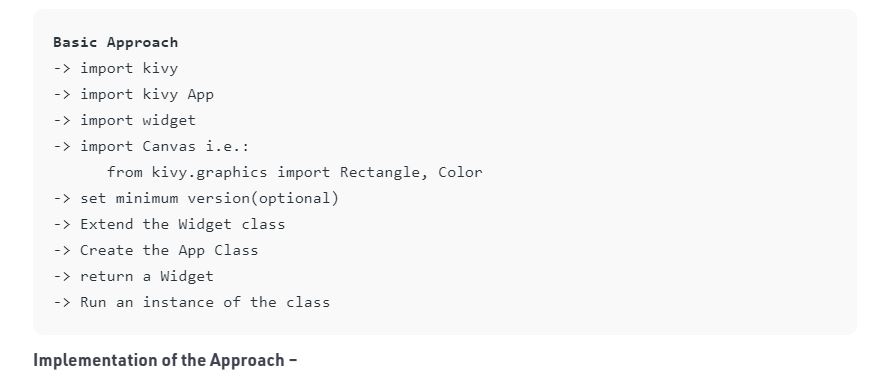 Basic Approach
-> import kivy
-> import kivy App
-> import widget
-> import Canvas i.e.:
from kivy.graphics import Rectangle, Color
-> set minimum version(optional)
-> Extend the Widget class
-> Create the App Class
-> return a Widget
-> Run an instance of the class
Implementation of the Approach –